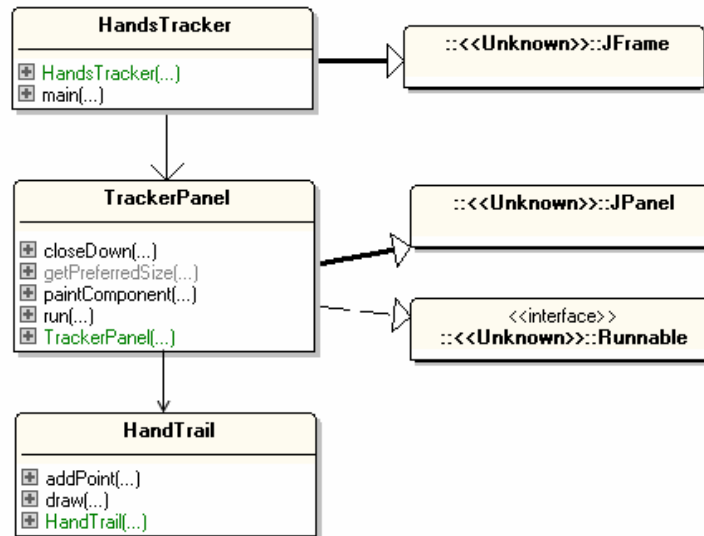 HandsTracker
HandsTracker(...)
main(...)
::<<Unknown>>::JFrame
TrackerPanel
closeDown(...)
getPreferredSize(...)
paintComponent(...)
run(...)
TrackerPanel(...)
::<<Unknown>>::JPanel
<<interface>>
::<<Unknown>>::Runnable
HandTrail
addPoint(...)
draw(...)
HandTrail(...)